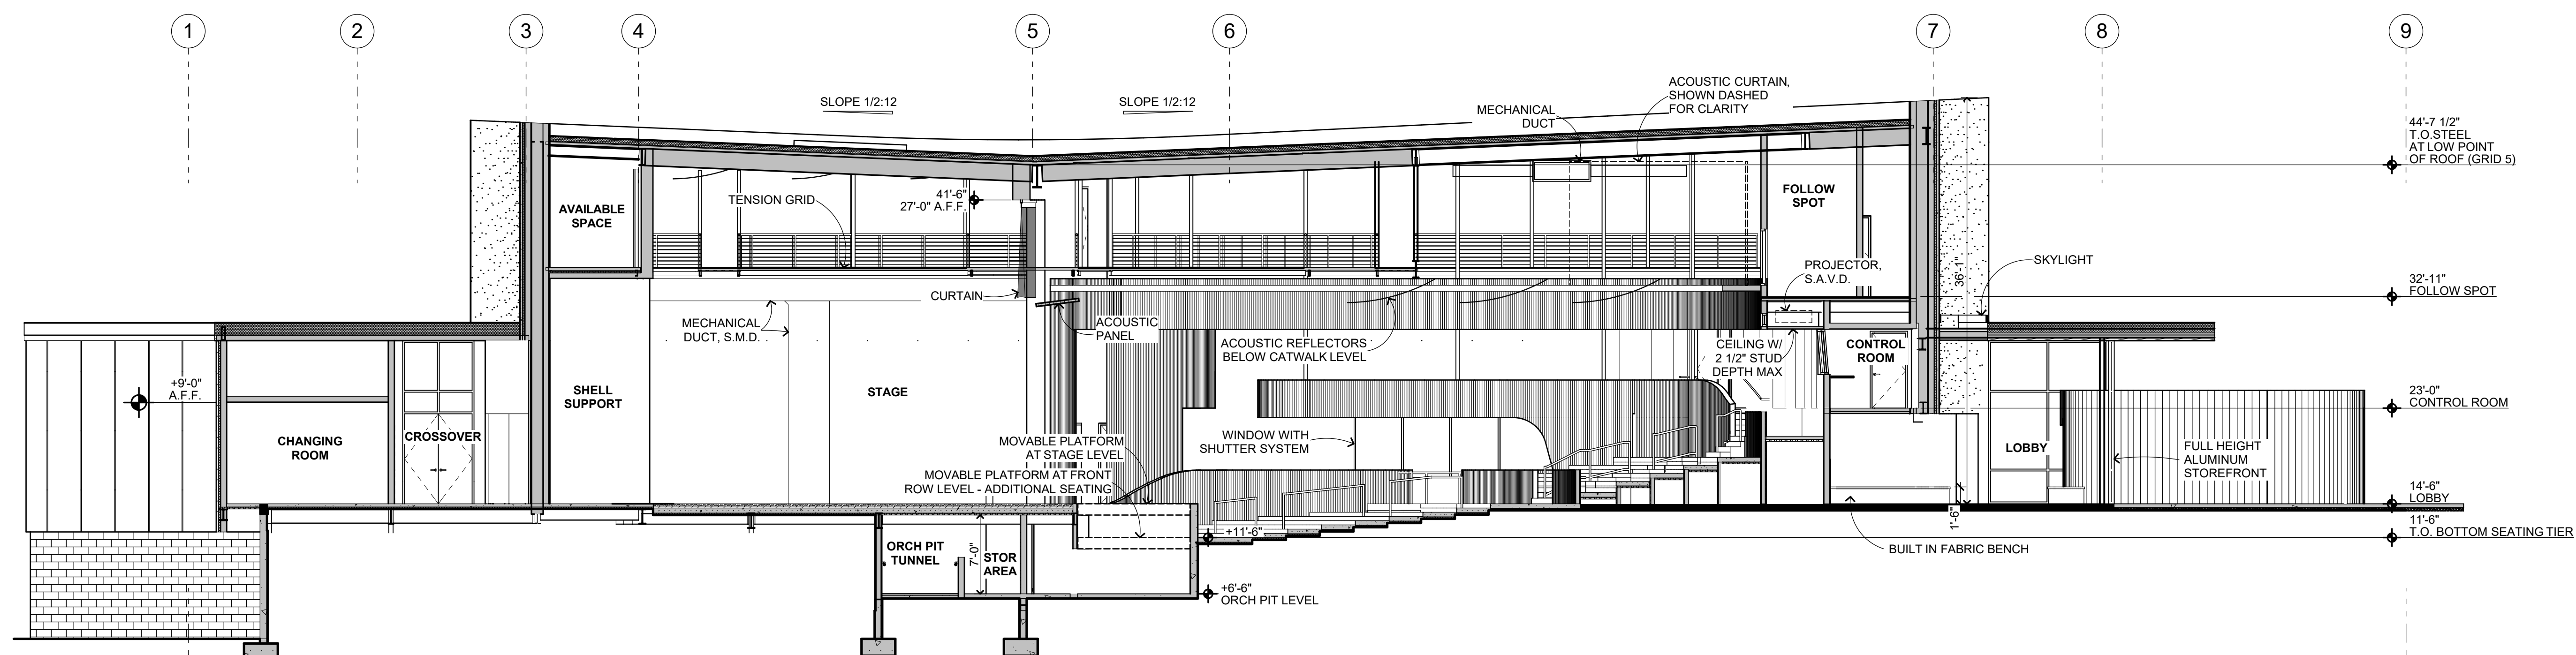 1
2
3
4
5
6
7
8
9
SLOPE 1/2:12
SLOPE 1/2:12
ACOUSTIC CURTAIN,
SHOWN DASHED
FOR CLARITY
MECHANICAL
DUCT
44'-7 1/2"
T.O.STEEL
AT LOW POINT
OF ROOF (GRID 5)
AVAILABLE
SPACE
TENSION GRID
41'-6"
27'-0" A.F.F.
FOLLOW
SPOT
PROJECTOR,
S.A.V.D.
36'-1"
SKYLIGHT
32'-11"
FOLLOW SPOT
CURTAIN
MECHANICAL
DUCT, S.M.D.
ACOUSTIC
PANEL
ACOUSTIC REFLECTORS
BELOW CATWALK LEVEL
CEILING W/
2 1/2" STUD
DEPTH MAX
CONTROL
ROOM
+9'-0"
A.F.F.
SHELL
SUPPORT
STAGE
23'-0"
CONTROL ROOM
CHANGING
ROOM
CROSSOVER
MOVABLE PLATFORM
AT STAGE LEVEL
MOVABLE PLATFORM AT FRONT
ROW LEVEL - ADDITIONAL SEATING
WINDOW WITH
SHUTTER SYSTEM
LOBBY
FULL HEIGHT
ALUMINUM
STOREFRONT
14'-6"
LOBBY
1'-6"
11'-6"
T.O. BOTTOM SEATING TIER
+11'-6"
BUILT IN FABRIC BENCH
ORCH PIT
TUNNEL
7'-0"
STOR
AREA
+6'-6"
ORCH PIT LEVEL